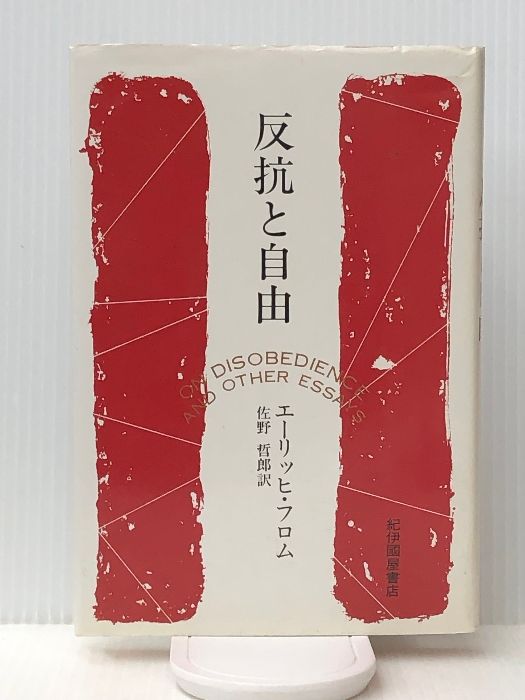 反抗と自由
ON DISOBEDIENCE
AND OTHER ESSAYS
エーリッヒ・フロム
佐野 哲郎訳
紀伊國屋書店